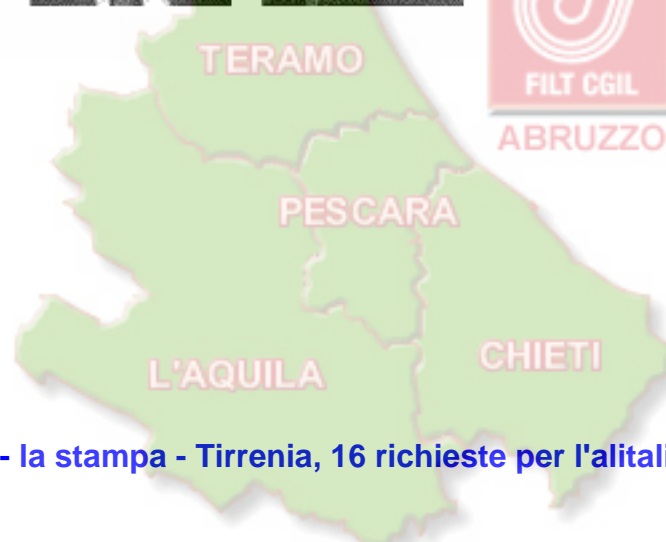 TERAMO
FILT CGIL
ABRUZZO
PESCARA
CHIETI
L'AQUILA
- la stampa - Tirrenia, 16 richieste per l'alitali